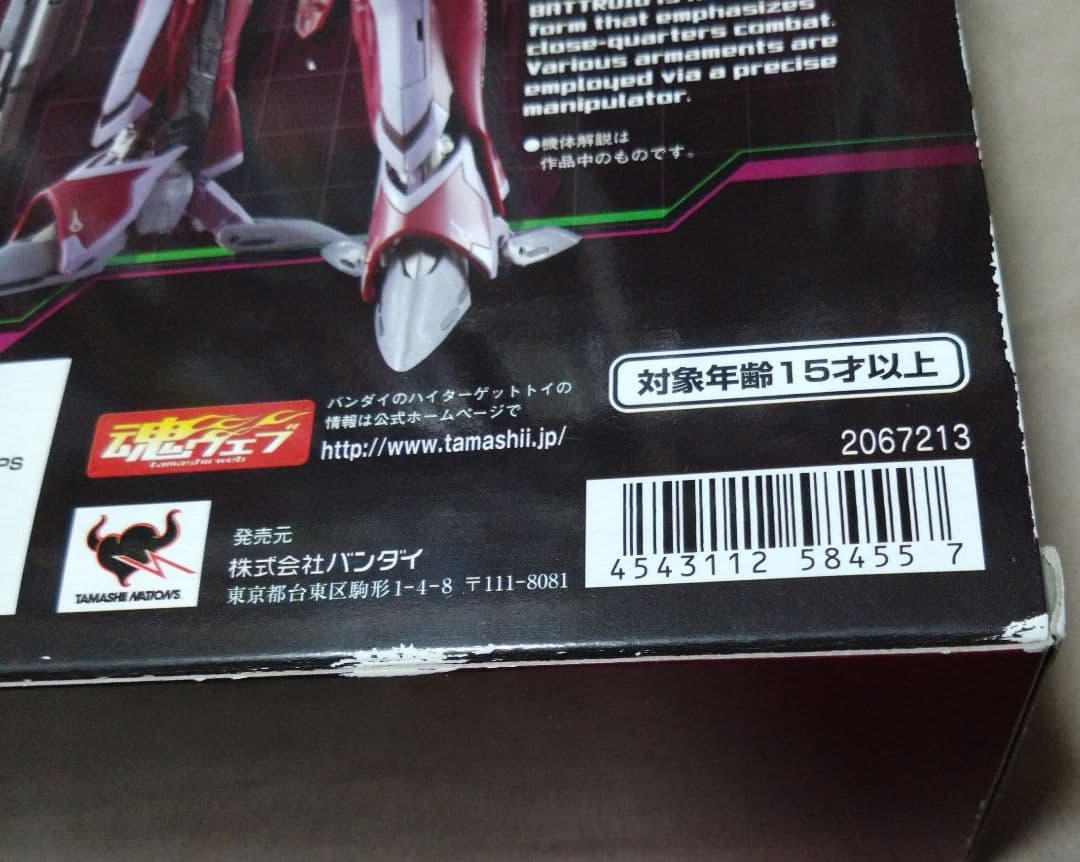 form that emphasizes
close-quarters combat.
Various armaments are
employed via a precise
manipulator.
●機体解説は
作品中のものです。
対象年齢15才以上
バンダイのハイターゲットトイの
情報は公式ホームページで
http://www.tamashii.jp/
魂ウェブ
tamashii web
PS
2067213
4543112 58455 7
TAMASHII NATIONS
発売元
株式会社バンダイ
東京都台東区駒形1-4-8 〒111-8081